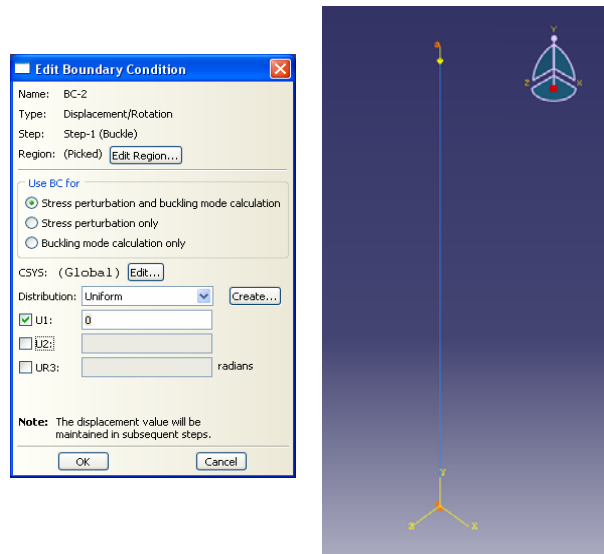 Edit Boundary Condition
Name: BC-2
Type: Displacement/Rotation
Step: Step-1 (Buckle)
Region: (Picked) Edit Region...
Use BC for
Stress perturbation and buckling mode calculation
Stress perturbation only
Buckling mode calculation only
CSYS: (Global) Edit...
Distribution: Uniform Create...
U1: 0
U2:
UR3: radians
Note: The displacement value will be
maintained in subsequent steps.
OK Cancel
Y
Z X
Y
Z X